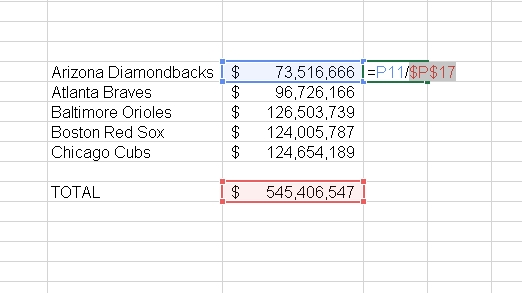 Arizona Diamondbacks $ 73,516,666 =P11/$P$17
Atlanta Braves $ 96,726,166
Baltimore Orioles $ 126,503,739
Boston Red Sox $ 124,005,787
Chicago Cubs $ 124,654,189
TOTAL $ 545,406,547